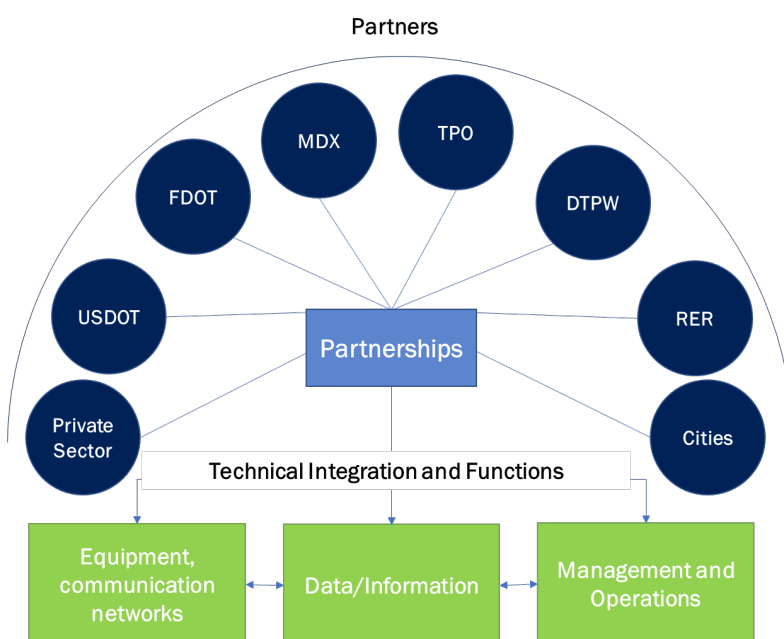 Partners
MDX
TPO
FDOT
DTPW
USDOT
RER
Partnerships
Private
Sector
Cities
Technical Integration and Functions
Equipment,
communication
networks
Data/Information
Management and
Operations